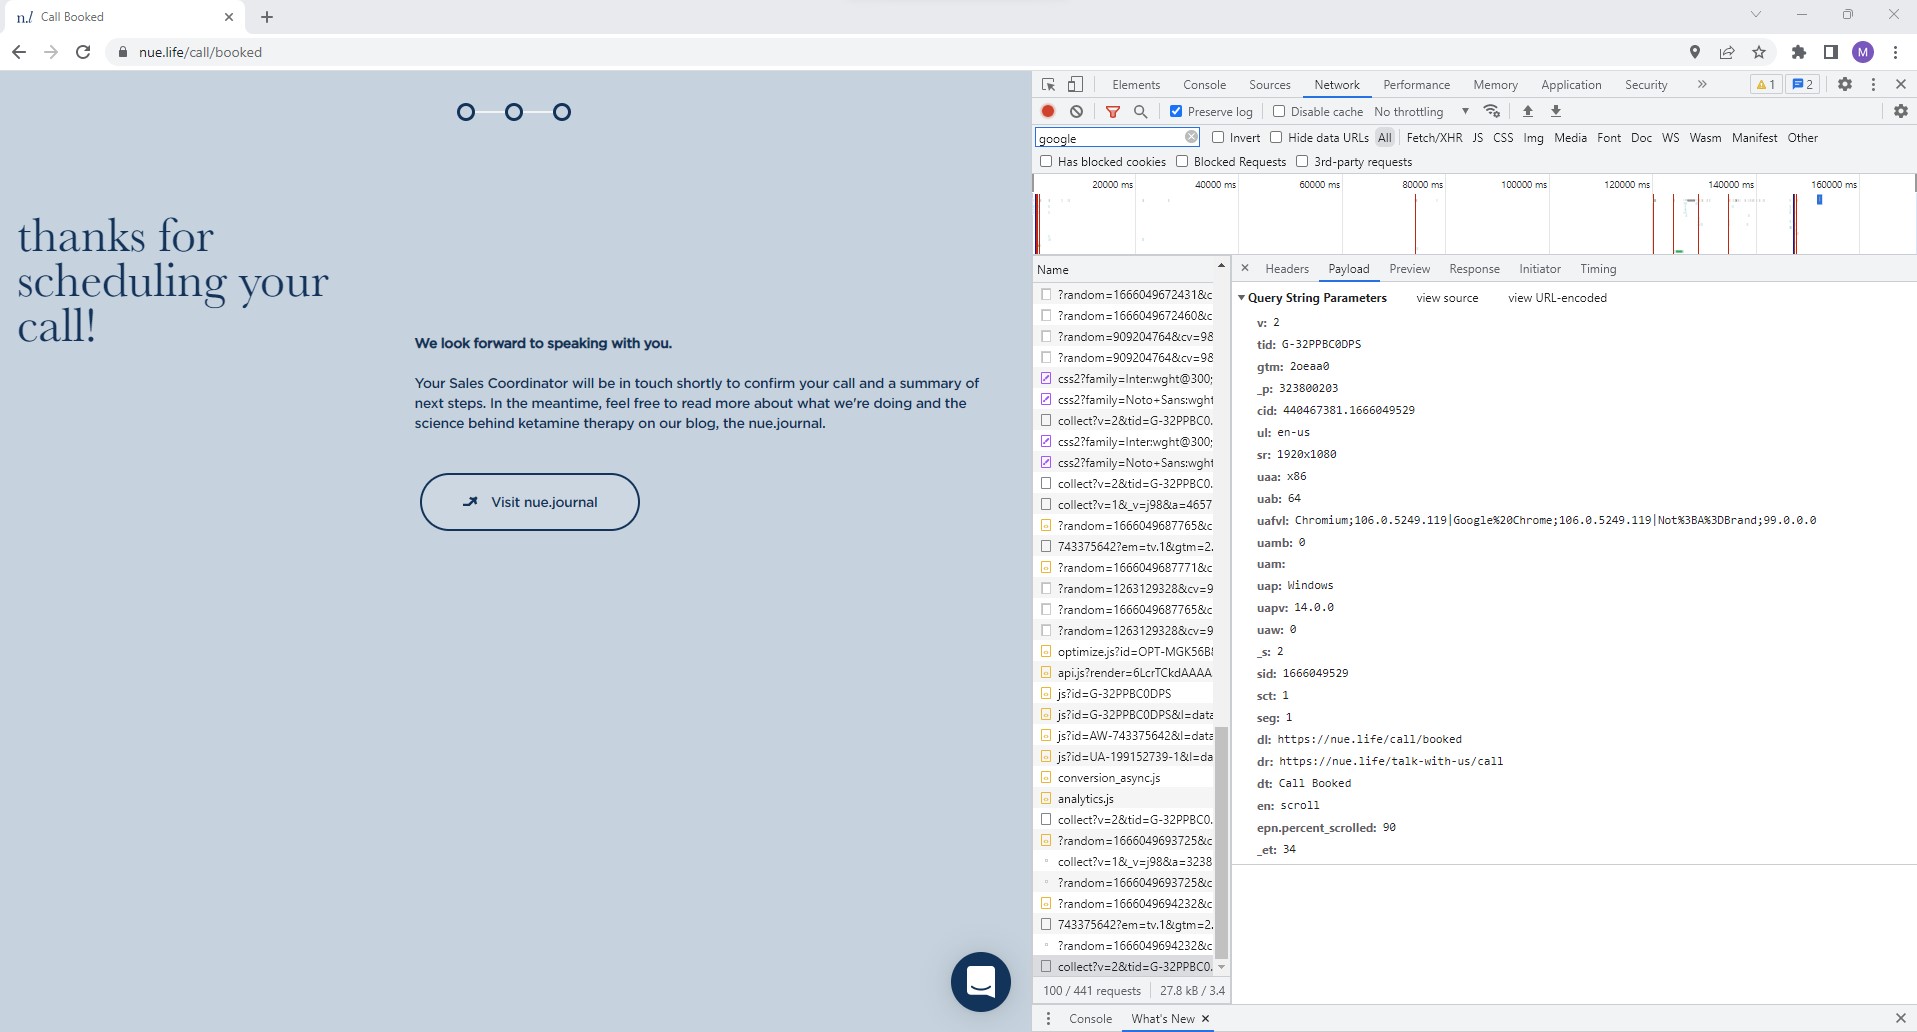 n./ Call Booked
nue.life/call/booked
M
thanks for
scheduling your
call!
We look forward to speaking with you.
Your Sales Coordinator will be in touch shortly to confirm your call and a summary of
next steps. In the meantime, feel free to read more about what we're doing and the
science behind ketamine therapy on our blog, the nue.journal.
Visit nue.journal
Elements Console Sources Network Performance Memory Application Security 1 2
Preserve log Disable cache No throttling
google Invert Hide data URLs All Fetch/XHR JS CSS Img Media Font Doc WS Wasm Manifest Other
Has blocked cookies Blocked Requests 3rd-party requests
20000 ms 40000 ms 60000 ms 80000 ms 100000 ms 120000 ms 140000 ms 160000 ms
Name
?random=1666049672431&c
?random=1666049672460&c
?random=909204764&cv=9&
?random=909204764&cv=9&
css2?family=Inter:wght@300;
css2?family=Noto+Sans:wght
collect?v=2&tid=G-32PPBC0.
css2?family=Inter:wght@300;
css2?family=Noto+Sans:wght
collect?v=2&tid=G-32PPBC0.
collect?v=1&_v=j98&a=4657
?random=1666049687765&c
743375642?em=tv.1&gtm=2.
?random=1666049687771&c
?random=1263129328&cv=9
?random=1666049687765&c
?random=1263129328&cv=9
optimize.js?id=OPT-MGK56B8
api.js?render=6LcrTCkdAAAA
js?id=G-32PPBC0DPS
js?id=G-32PPBC0DPS&l=data
js?id=AW-743375642&l=data
js?id=UA-199152739-1&l=da
conversion_async.js
analytics.js
collect?v=2&tid=G-32PPBC0.
?random=1666049693725&c
collect?v=1&_v=j98&a=3238
?random=1666049693725&c
?random=1666049694232&c
743375642?em=tv.1&gtm=2.
?random=1666049694232&c
collect?v=2&tid=G-32PPBC0.
100 / 441 requests 27.8 kB / 3.4
Headers Payload Preview Response Initiator Timing
Query String Parameters view source view URL-encoded
v: 2
tid: G-32PPBC0DPS
gtm: 2oeaa0
_p: 323800203
cid: 440467381.1666049529
ul: en-us
sr: 1920x1080
uaa: x86
uab: 64
uafvl: Chromium;106.0.5249.119|Google%20Chrome;106.0.5249.119|Not%3BA%3DBrand;99.0.0.0
uamb: 0
uam:
uap: Windows
uapv: 14.0.0
uaw: 0
_s: 2
sid: 1666049529
sct: 1
seg: 1
dl: https://nue.life/call/booked
dr: https://nue.life/talk-with-us/call
dt: Call Booked
en: scroll
epn.percent_scrolled: 90
_et: 34
Console What's New